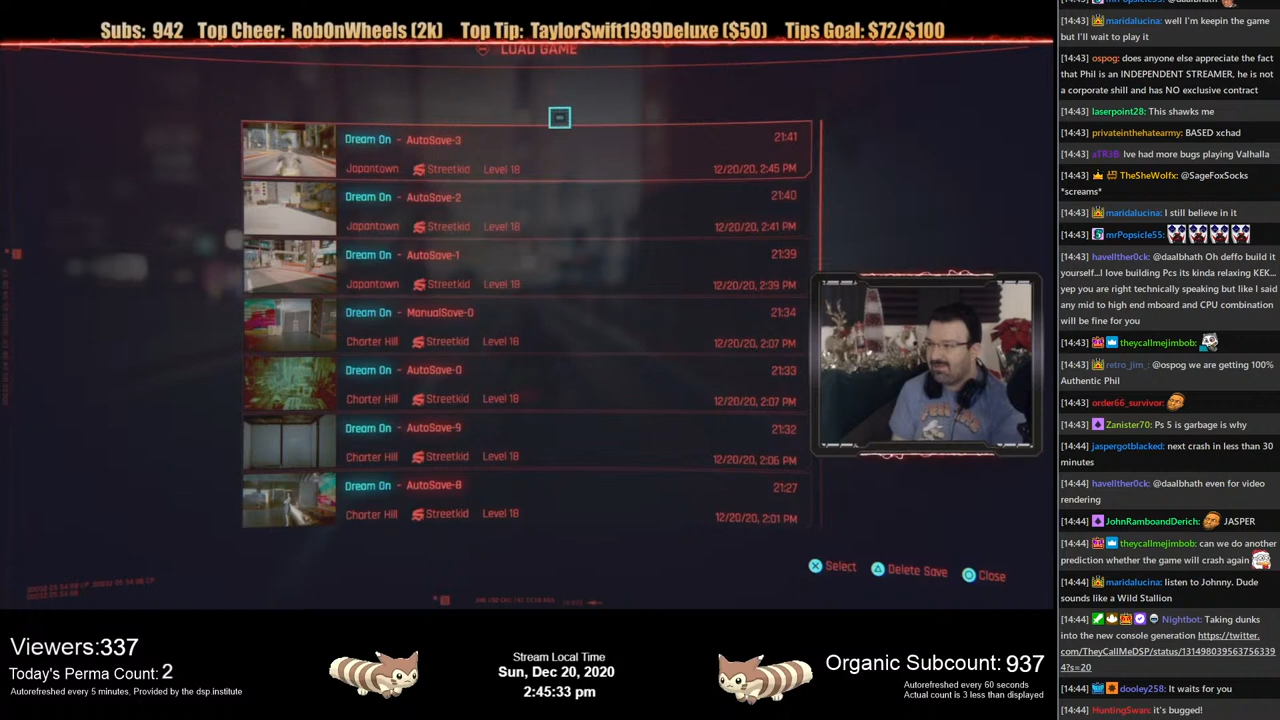 Subs: 942 Top Cheer: RobOnWheels (2k) Top Tip: TaylorSwift1989Deluxe ($50) Tips Goal: $72/$100
LOAD GAME
Dream On - AutoSave-3 21:41
Japantown Streetkid Level 18 12/20/20, 2:45 PM
Dream On - AutoSave-2 21:40
Japantown Streetkid Level 18 12/20/20, 2:41 PM
Dream On - AutoSave-1 21:39
Japantown Streetkid Level 18 12/20/20, 2:39 PM
Dream On - ManualSave-0 21:34
Charter Hill Streetkid Level 18 12/20/20, 2:07 PM
Dream On - AutoSave-0 21:33
Charter Hill Streetkid Level 18 12/20/20, 2:07 PM
Dream On - AutoSave-9 21:32
Charter Hill Streetkid Level 18 12/20/20, 2:06 PM
Dream On - AutoSave-8 21:27
Charter Hill Streetkid Level 18 12/20/20, 2:01 PM
Select Delete Save Close
Viewers:337
Today's Perma Count: 2
Autorefreshed every 5 minutes, Provided by the dsp.institute
Stream Local Time
Sun, Dec 20, 2020
2:45:33 pm
Organic Subcount: 937
Autorefreshed every 60 seconds
Actual count is 3 less than displayed
[14:43] maridalucina: well I'm keepin the game
but I'll wait to play it
[14:43] ospog: does anyone else appreciate the fact
that Phil is an INDEPENDENT STREAMER, he is not
a corporate shill and has NO exclusive contract
[14:43] laserpoint28: This shawks me
[14:43] privateinthehatearmy: BASED xchad
[14:43] aTR3B: Ive had more bugs playing Valhalla
[14:43] TheSheWolfx: @SageFoxSocks
*screams*
[14:43] maridalucina: I still believe in it
[14:43] mrPopsicle55:
[14:43] havellther0ck: @daalbhath Oh deffo build it
yourself...I love building Pcs its kinda relaxing KEK...
yep you are right technically speaking but like I said
any mid to high end mboard and CPU combination
will be fine for you
[14:43] theycallmejimbob:
[14:43] retro_jim_: @ospog we are getting 100%
Authentic Phil
[14:43] order66_survivor:
[14:43] Zanister70: Ps 5 is garbage is why
[14:44] jaspergotblacked: next crash in less than 30
minutes
[14:44] havellther0ck: @daalbhath even for video
rendering
[14:44] JohnRamboandDerich: JASPER
[14:44] theycallmejimbob: can we do another
prediction whether the game will crash again
[14:44] maridalucina: listen to Johnny. Dude
sounds like a Wild Stallion
[14:44] Nightbot: Taking dunks
into the new console generation https://twitter.
com/TheyCallMeDSP/status/131498039563756339
4?s=20
[14:44] dooley258: It waits for you
[14:44] HuntingSwan: it's bugged!